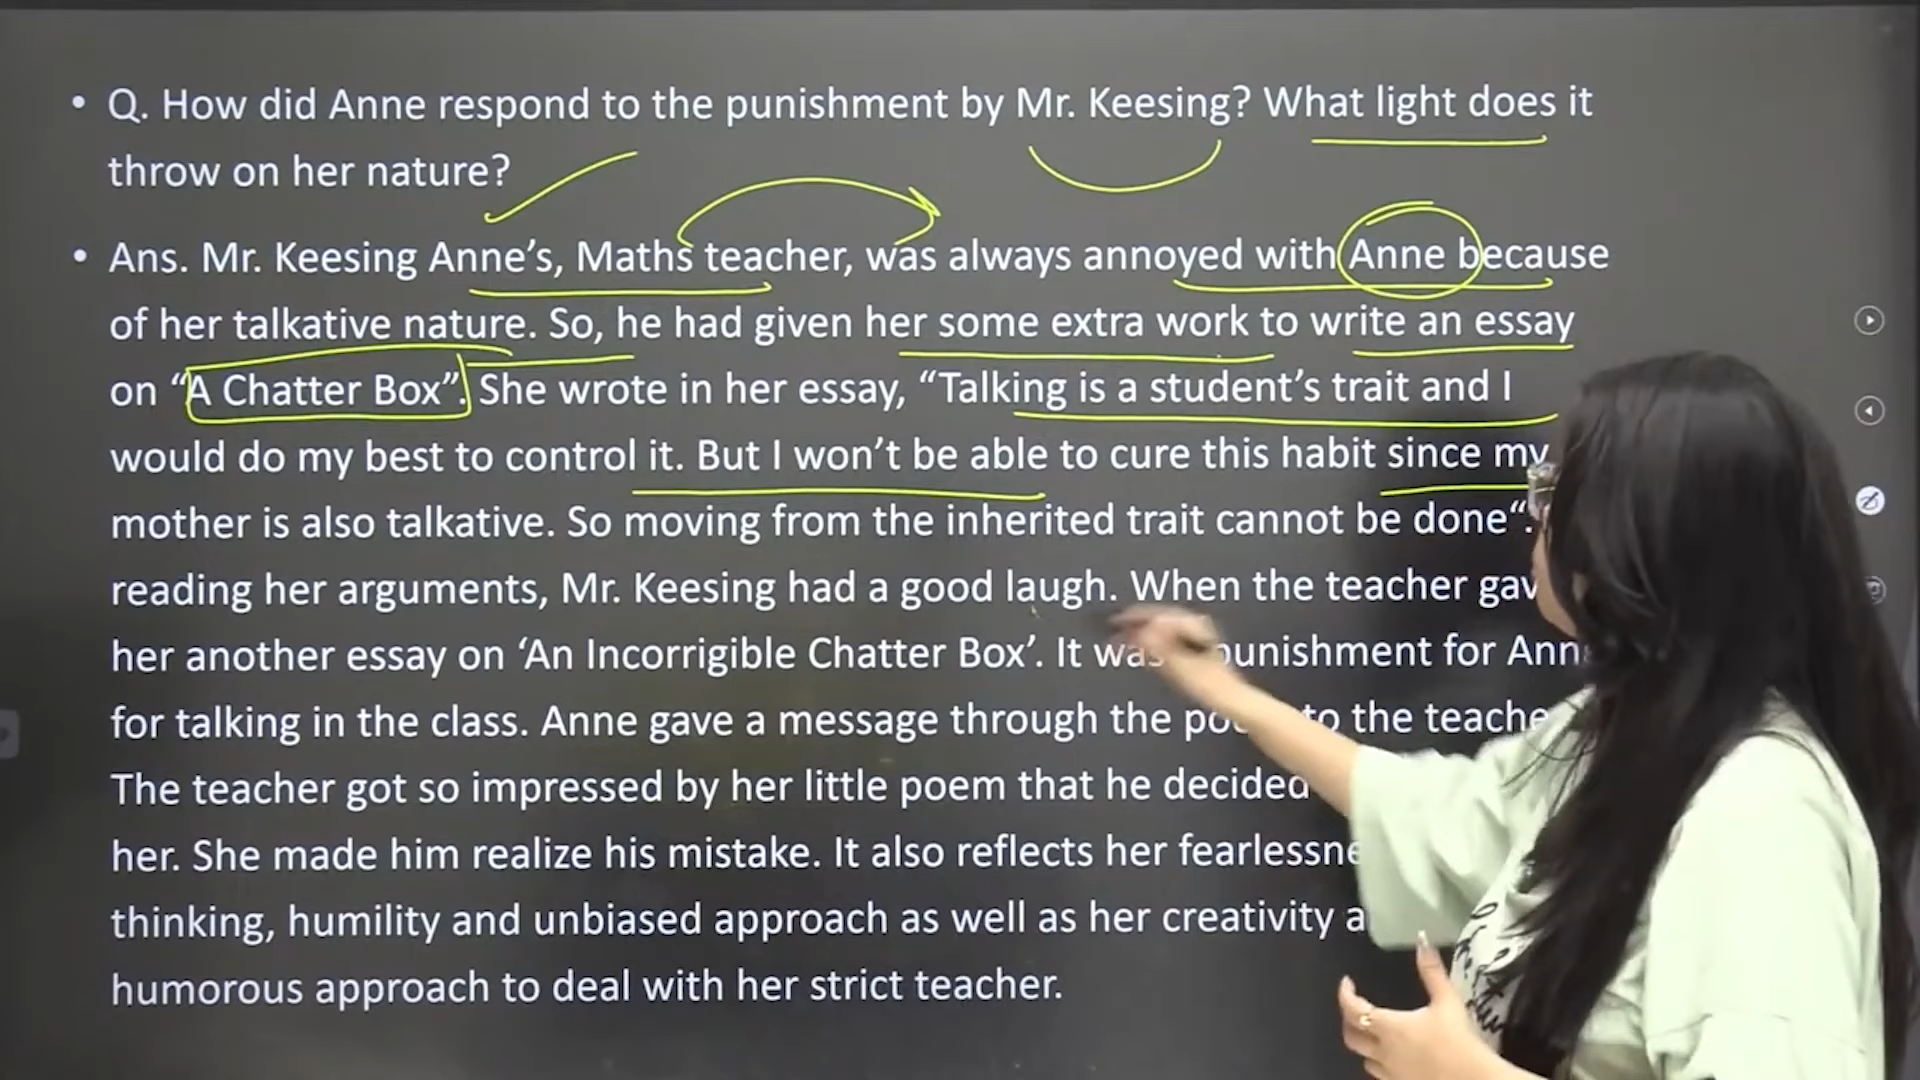 • Q. How did Anne respond to the punishment by Mr. Keesing? What light does it
throw on her nature?
• Ans. Mr. Keesing Anne’s, Maths teacher, was always annoyed with Anne because
of her talkative nature. So, he had given her some extra work to write an essay
on “A Chatter Box”. She wrote in her essay, “Talking is a student’s trait and I
would do my best to control it. But I won’t be able to cure this habit since my
mother is also talkative. So moving from the inherited trait cannot be done“.
reading her arguments, Mr. Keesing had a good laugh. When the teacher
her another essay on ‘An Incorrigible Chatter Box’. It was punishment for
for talking in the class. Anne gave a message through the to the
The teacher got so impressed by her little poem that he decided
her. She made him realize his mistake. It also reflects her
thinking, humility and unbiased approach as well as her creativity
humorous approach to deal with her strict teacher.